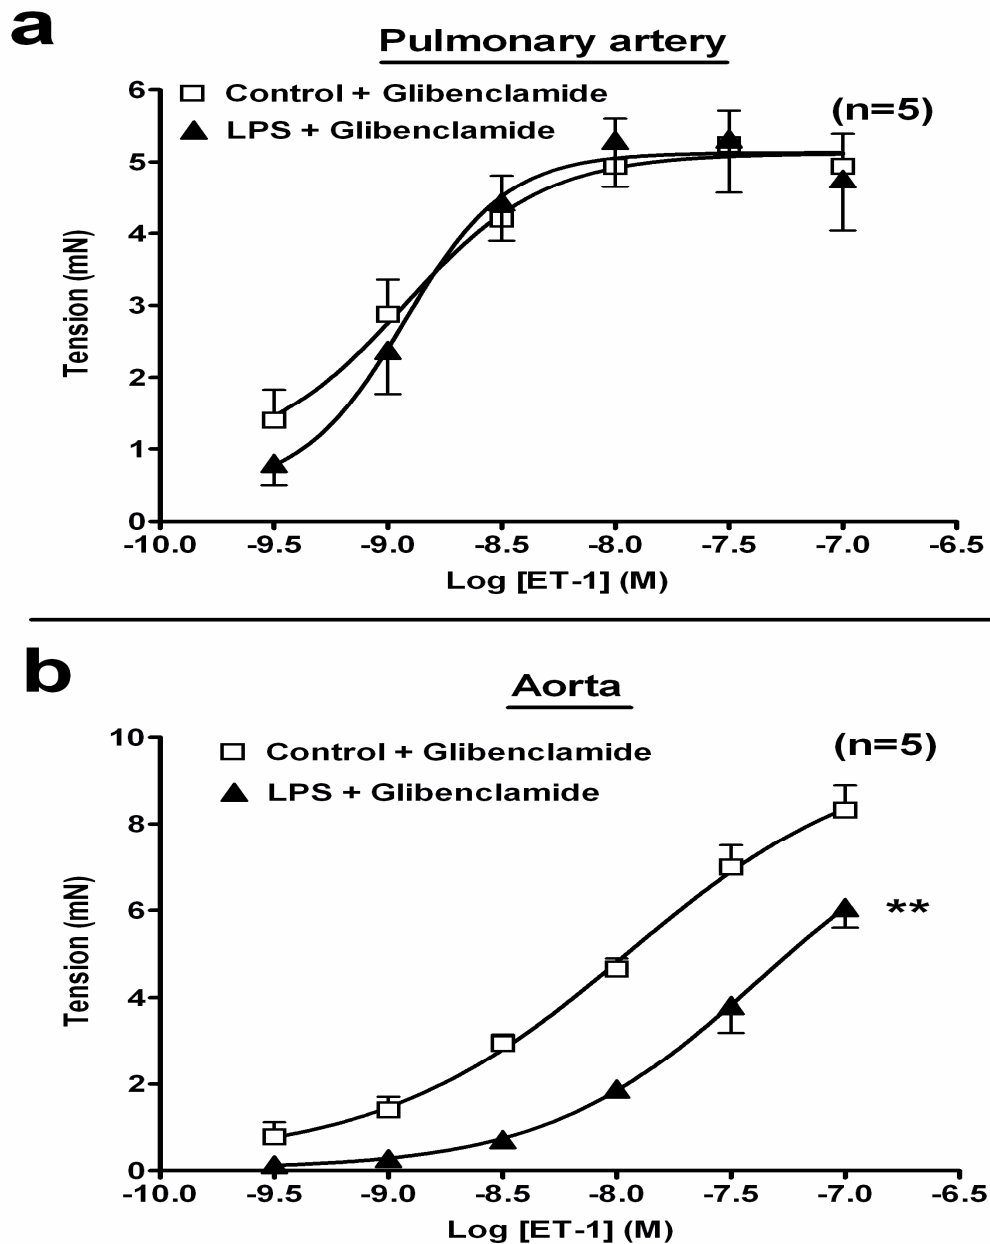 a
Pulmonary artery
Control + Glibenclamide
LPS + Glibenclamide
(n=5)
6
5
4
3
2
1
0
Tension (mN)
-10.0 -9.5 -9.0 -8.5 -8.0 -7.5 -7.0 -6.5
Log [ET-1] (M)
b
Aorta
Control + Glibenclamide
LPS + Glibenclamide
(n=5)
10
8
6
4
2
0
**
Tension (mN)
-10.0 -9.5 -9.0 -8.5 -8.0 -7.5 -7.0 -6.5
Log [ET-1] (M)